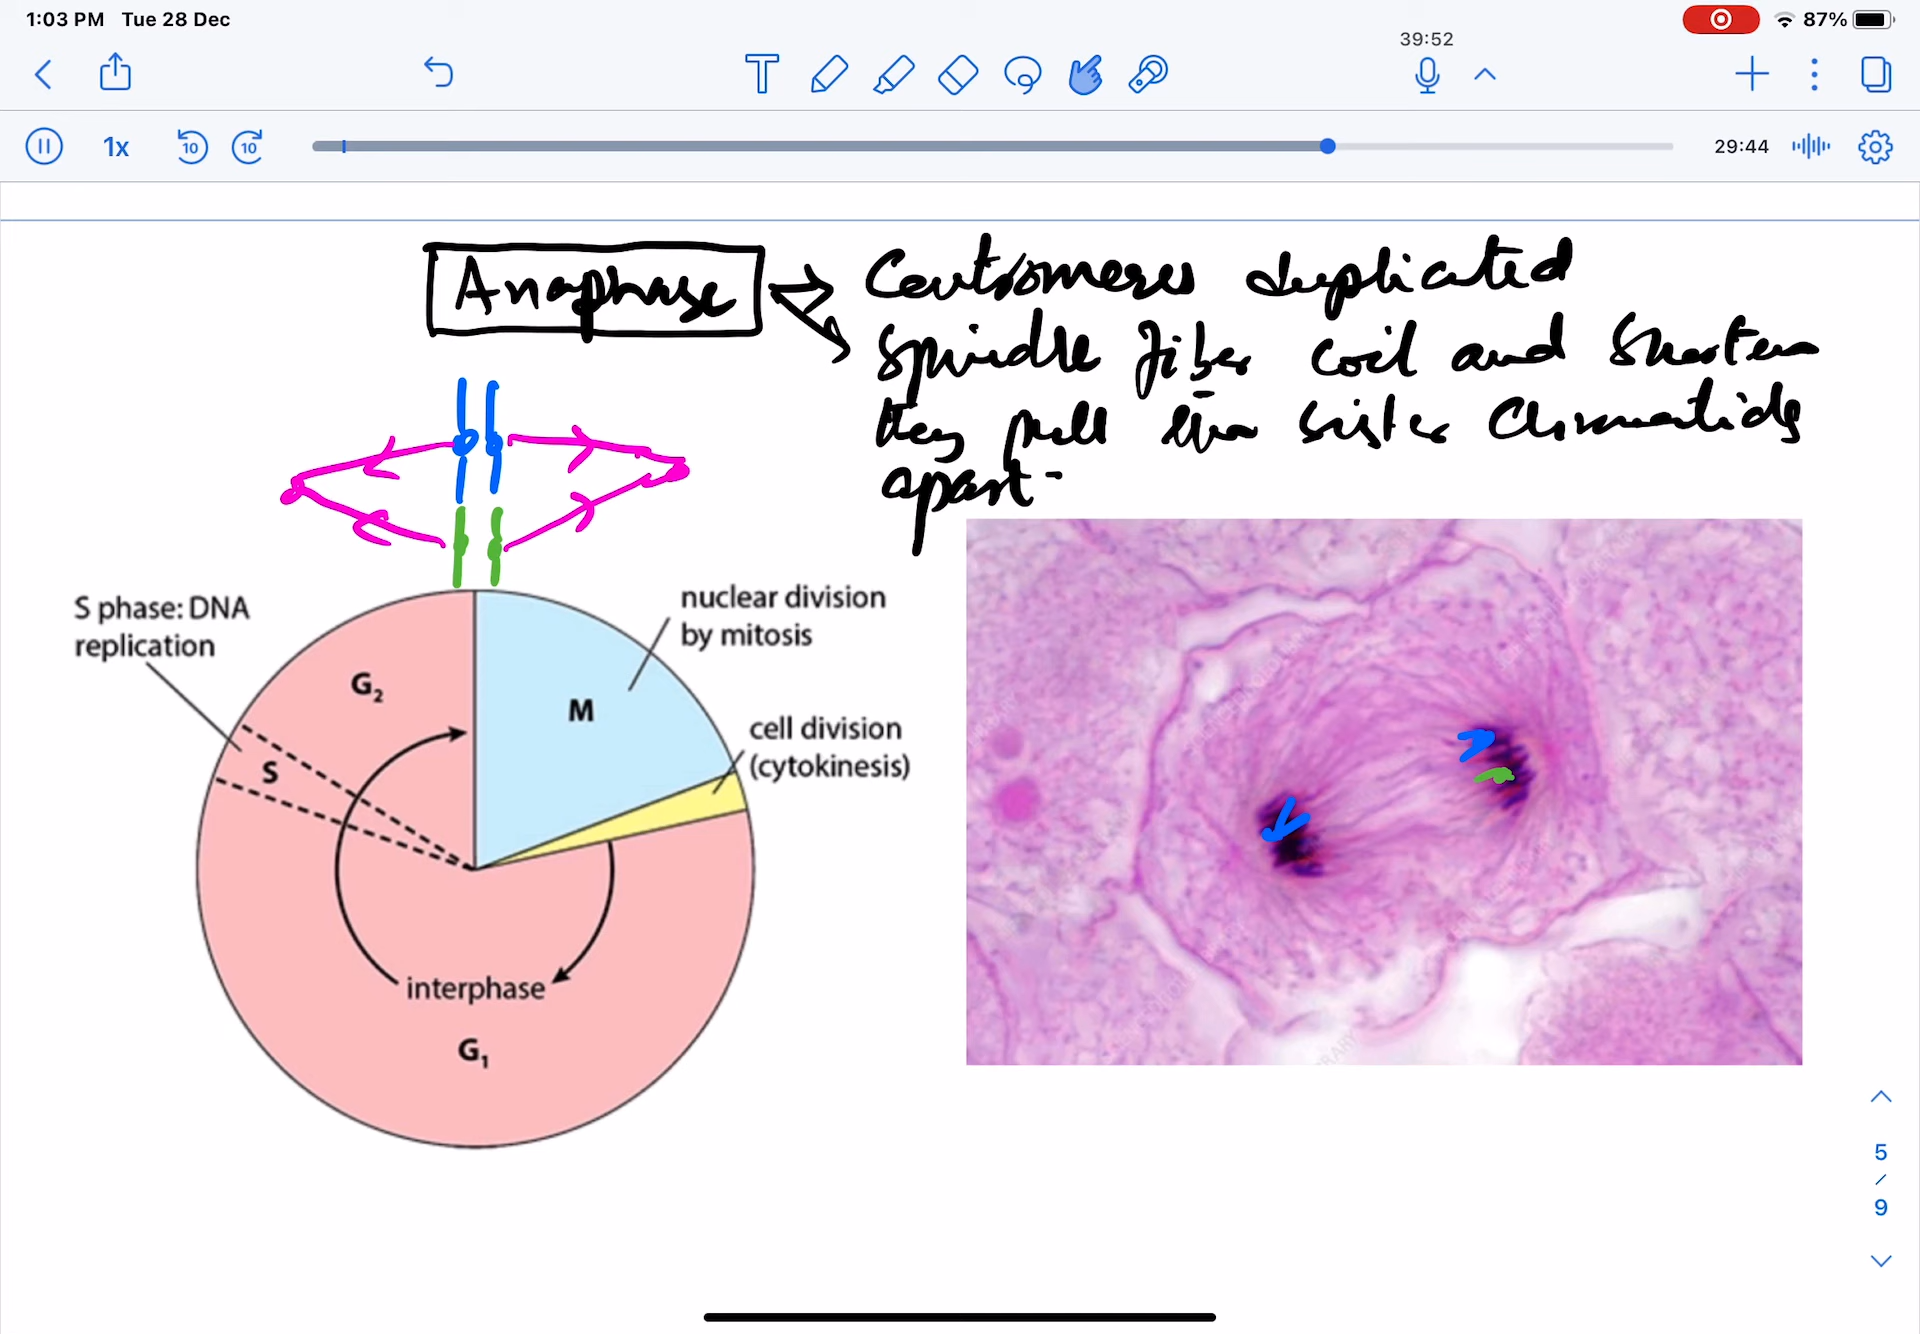 1:03 PM Tue 28 Dec
87%
39:52
1x
10
10
29:44
Anaphase
Centromeres duplicated
Spindle fiber coil and Shorten
they pull the sister Chromatids
apart
S phase: DNA
replication
nuclear division
by mitosis
G₂
M
cell division
(cytokinesis)
S
interphase
G₁
5
/
9